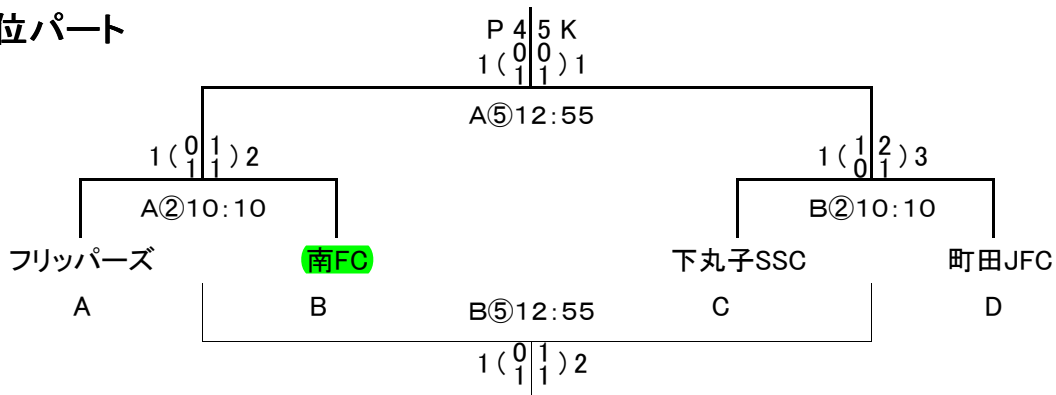 位パート
P 4 5 K
1 ( 0 0 ) 1
1 1
A⑤12:55
1 ( 0 1 ) 2
1 1
1 ( 1 2 ) 3
0 1
A②10:10
B②10:10
フリッパーズ
南FC
下丸子SSC
町田JFC
A
B
B⑤12:55
C
D
1 ( 0 1 ) 2
1 1